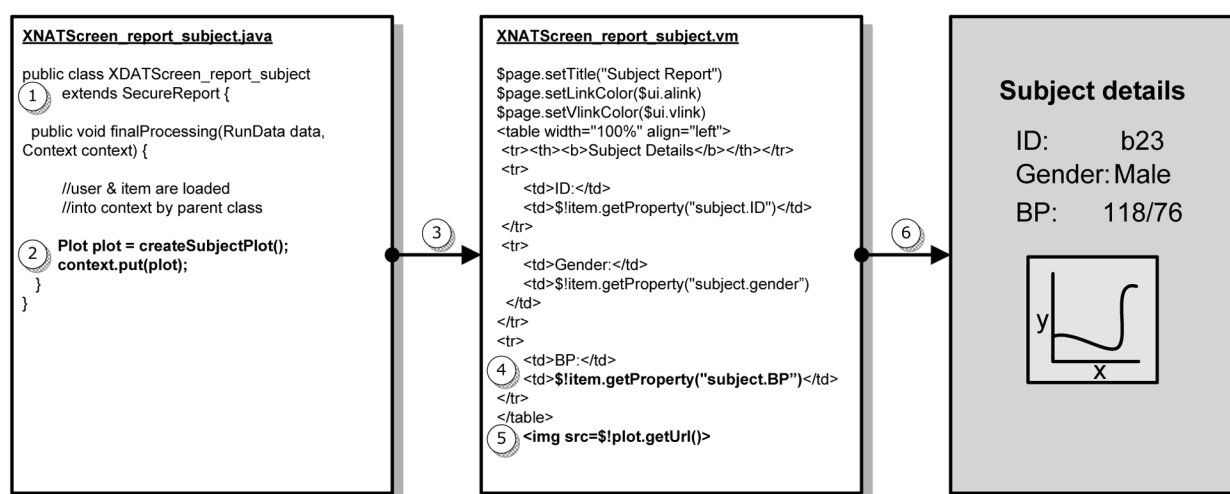 XNATScreen_report_subject.java
public class XDATScreen_report_subject
1 extends SecureReport {
public void finalProcessing(RunData data,
Context context) {
//user & item are loaded
//into context by parent class
2 Plot plot = createSubjectPlot();
context.put(plot);
}
}
3
XNATScreen_report_subject.vm
$page.setTitle("Subject Report")
$page.setLinkColor($ui.alink)
$page.setVlinkColor($ui.vlink)
<table width="100%" align="left">
<tr><th><b>Subject Details</b></th></tr>
<tr>
<td>ID:</td>
<td>$!item.getProperty("subject.ID")</td>
</tr>
<tr>
<td>Gender:</td>
<td>$!item.getProperty("subject.gender”)
</td>
</tr>
<tr>
<td>BP:</td>
4 <td>$!item.getProperty("subject.BP”)</td>
</tr>
</table>
5 <img src=$!plot.getUrl()>
6
Subject details
ID: b23
Gender: Male
BP: 118/76
y
x